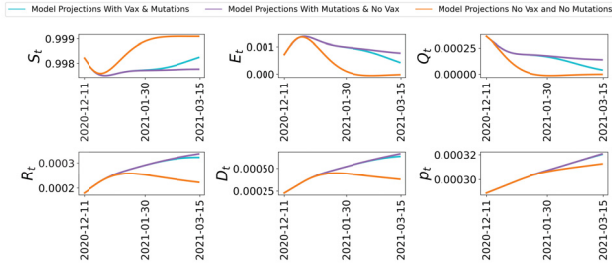 Model Projections With Vax & Mutations Model Projections With Mutations & No Vax Model Projections No Vax and No Mutations
S_t 0.999 0.998 2020-12-11 2021-01-30 2021-03-15
E_t 0.001 0.000 2020-12-11 2021-01-30 2021-03-15
Q_t 0.00025 0.00000 2020-12-11 2021-01-30 2021-03-15
R_t 0.0003 0.0002 2020-12-11 2021-01-30 2021-03-15
D_t 0.00050 0.00025 2020-12-11 2021-01-30 2021-03-15
p_t 0.00032 0.00030 2020-12-11 2021-01-30 2021-03-15